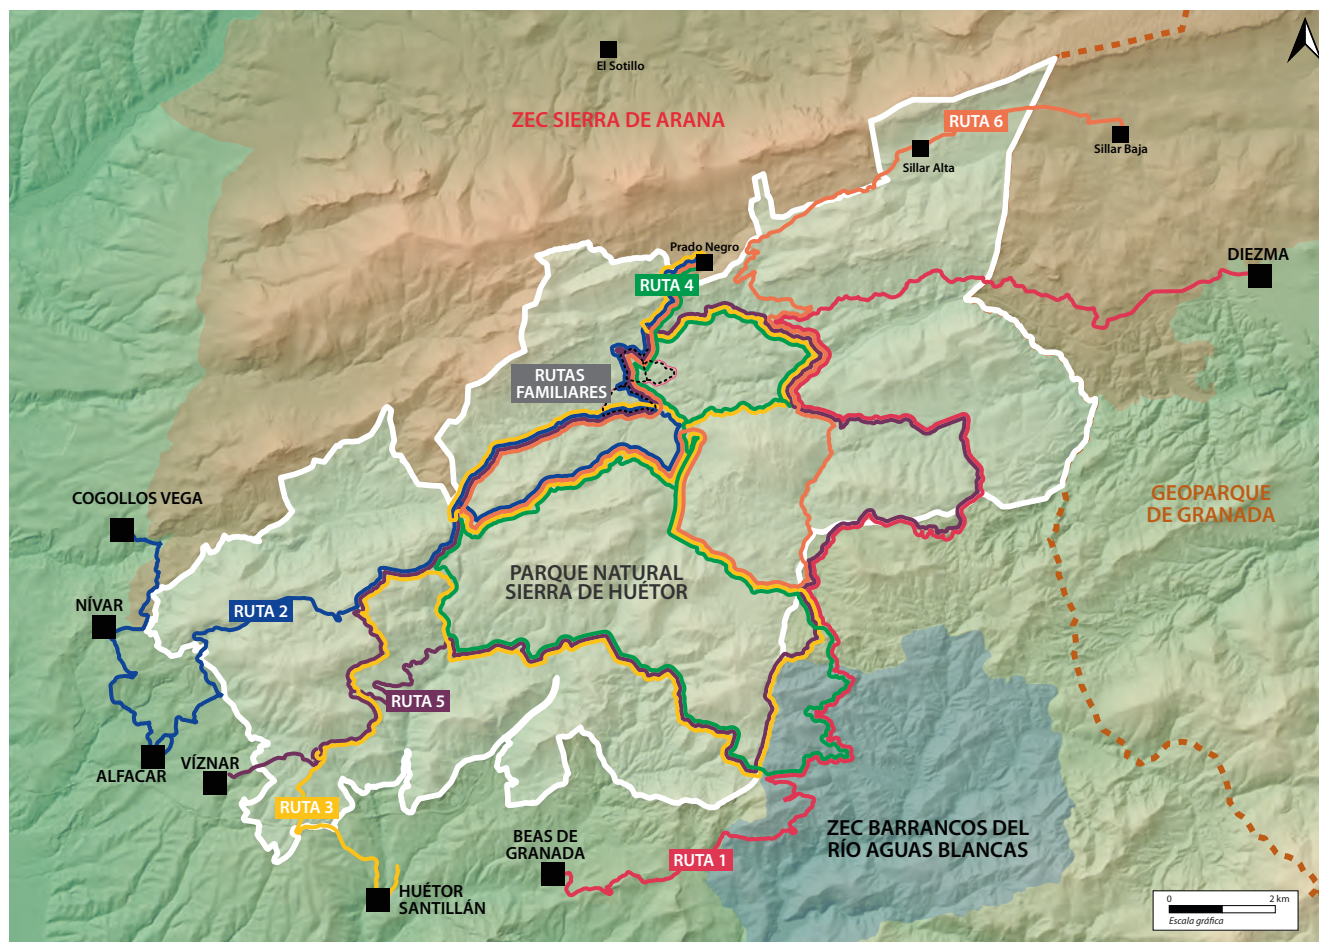 El Sotillo
ZEC SIERRA DE ARANA
RUTA 6
Sillar Baja
Sillar Alta
Prado Negro
DIEZMA
RUTA 4
RUTAS
FAMILIARES
COGOLLOS VEGA
GEOPARQUE
DE GRANADA
PARQUE NATURAL
SIERRA DE HUÉTOR
NÍVAR
RUTA 2
RUTA 5
VÍZNAR
ALFACAR
RUTA 3
BEAS DE
GRANADA
ZEC BARRANCOS DEL
RÍO AGUAS BLANCAS
RUTA 1
HUÉTOR
SANTILLÁN
0 2 km
Escala gráfica